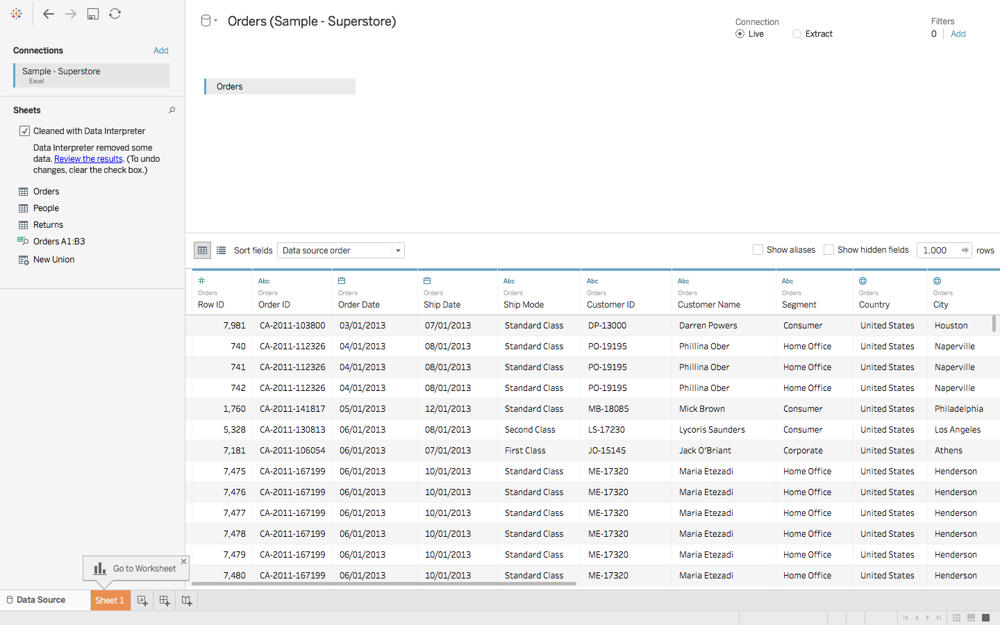 Orders (Sample - Superstore)
Connection
Live
Extract
Filters
0
Add
Connections
Add
Sample - Superstore
Excel
Orders
Sheets
Cleaned with Data Interpreter
Data Interpreter removed some
data. Review the results. (To undo
changes, clear the check box.)
Orders
People
Returns
Orders A1:B3
New Union
Sort fields
Data source order
Show aliases
Show hidden fields
1,000
rows
# Abc Abc Abc Abc Abc
Orders Orders Orders Orders Orders Orders Orders Orders Orders Orders
Row ID Order ID Order Date Ship Date Ship Mode Customer ID Customer Name Segment Country City
7,981 CA-2011-103800 03/01/2013 07/01/2013 Standard Class DP-13000 Darren Powers Consumer United States Houston
740 CA-2011-112326 04/01/2013 08/01/2013 Standard Class PO-19195 Phillina Ober Home Office United States Naperville
741 CA-2011-112326 04/01/2013 08/01/2013 Standard Class PO-19195 Phillina Ober Home Office United States Naperville
742 CA-2011-112326 04/01/2013 08/01/2013 Standard Class PO-19195 Phillina Ober Home Office United States Naperville
1,760 CA-2011-141817 05/01/2013 12/01/2013 Standard Class MB-18085 Mick Brown Consumer United States Philadelphia
5,328 CA-2011-130813 06/01/2013 08/01/2013 Second Class LS-17230 Lycoris Saunders Consumer United States Los Angeles
7,181 CA-2011-106054 06/01/2013 07/01/2013 First Class JO-15145 Jack O'Briant Corporate United States Athens
7,475 CA-2011-167199 06/01/2013 10/01/2013 Standard Class ME-17320 Maria Etezadi Home Office United States Henderson
7,476 CA-2011-167199 06/01/2013 10/01/2013 Standard Class ME-17320 Maria Etezadi Home Office United States Henderson
7,477 CA-2011-167199 06/01/2013 10/01/2013 Standard Class ME-17320 Maria Etezadi Home Office United States Henderson
7,478 CA-2011-167199 06/01/2013 10/01/2013 Standard Class ME-17320 Maria Etezadi Home Office United States Henderson
7,479 CA-2011-167199 06/01/2013 10/01/2013 Standard Class ME-17320 Maria Etezadi Home Office United States Henderson
7,480 CA-2011-167199 06/01/2013 10/01/2013 Standard Class ME-17320 Maria Etezadi Home Office United States Henderson
Go to Worksheet
Data Source
Sheet 1